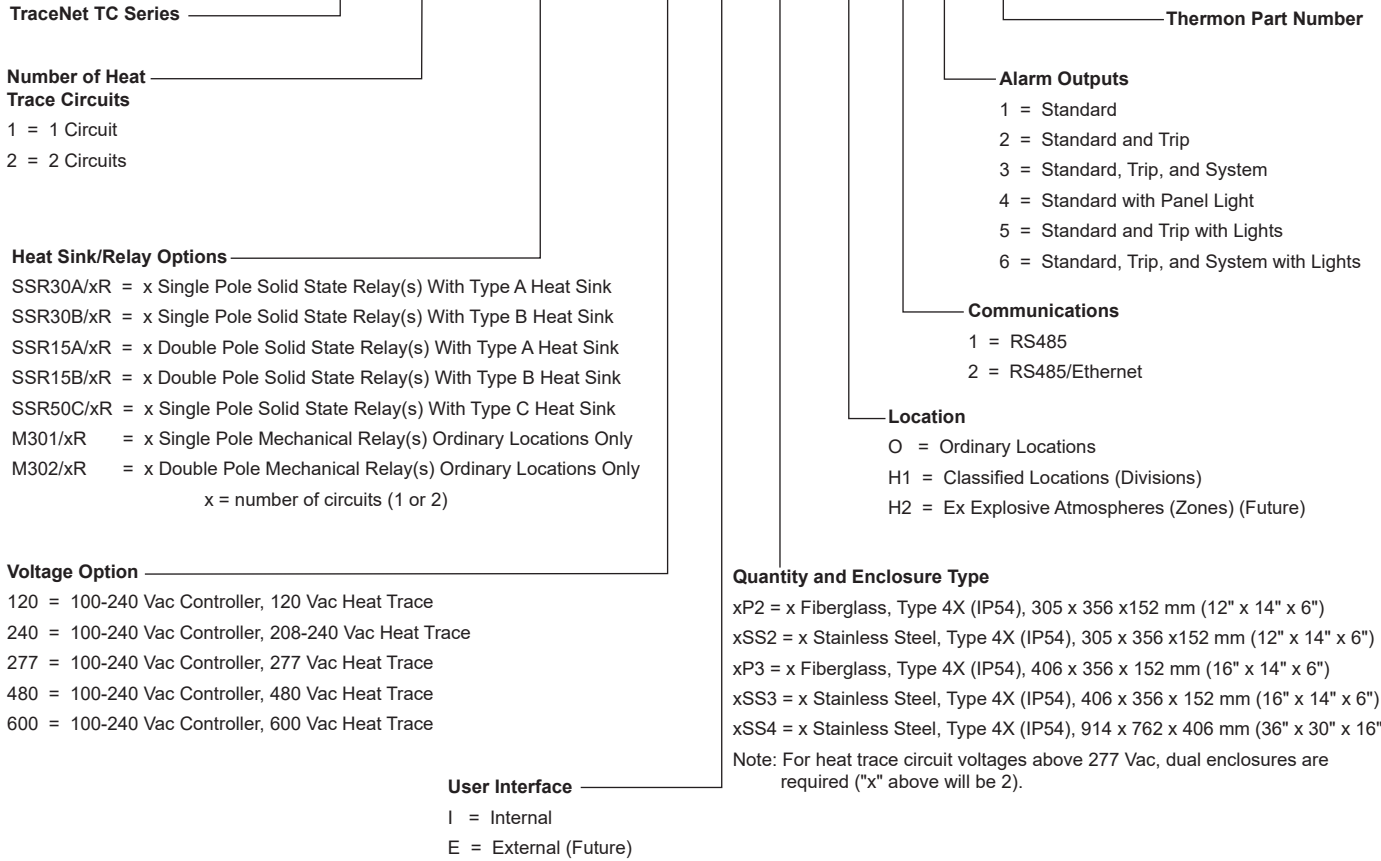 TraceNet TC Series
Thermon Part Number
Number of Heat
Trace Circuits
1 = 1 Circuit
2 = 2 Circuits
Alarm Outputs
1 = Standard
2 = Standard and Trip
3 = Standard, Trip, and System
4 = Standard with Panel Light
5 = Standard and Trip with Lights
6 = Standard, Trip, and System with Lights
Heat Sink/Relay Options
SSR30A/xR = x Single Pole Solid State Relay(s) With Type A Heat Sink
SSR30B/xR = x Single Pole Solid State Relay(s) With Type B Heat Sink
SSR15A/xR = x Double Pole Solid State Relay(s) With Type A Heat Sink
SSR15B/xR = x Double Pole Solid State Relay(s) With Type B Heat Sink
SSR50C/xR = x Single Pole Solid State Relay(s) With Type C Heat Sink
M301/xR = x Single Pole Mechanical Relay(s) Ordinary Locations Only
M302/xR = x Double Pole Mechanical Relay(s) Ordinary Locations Only
x = number of circuits (1 or 2)
Communications
1 = RS485
2 = RS485/Ethernet
Location
O = Ordinary Locations
H1 = Classified Locations (Divisions)
H2 = Ex Explosive Atmospheres (Zones) (Future)
Voltage Option
120 = 100-240 Vac Controller, 120 Vac Heat Trace
240 = 100-240 Vac Controller, 208-240 Vac Heat Trace
277 = 100-240 Vac Controller, 277 Vac Heat Trace
480 = 100-240 Vac Controller, 480 Vac Heat Trace
600 = 100-240 Vac Controller, 600 Vac Heat Trace
Quantity and Enclosure Type
xP2 = x Fiberglass, Type 4X (IP54), 305 x 356 x152 mm (12" x 14" x 6")
xSS2 = x Stainless Steel, Type 4X (IP54), 305 x 356 x152 mm (12" x 14" x 6")
xP3 = x Fiberglass, Type 4X (IP54), 406 x 356 x 152 mm (16" x 14" x 6")
xSS3 = x Stainless Steel, Type 4X (IP54), 406 x 356 x 152 mm (16" x 14" x 6")
xSS4 = x Stainless Steel, Type 4X (IP54), 914 x 762 x 406 mm (36" x 30" x 16"
Note: For heat trace circuit voltages above 277 Vac, dual enclosures are
required ("x" above will be 2).
User Interface
I = Internal
E = External (Future)